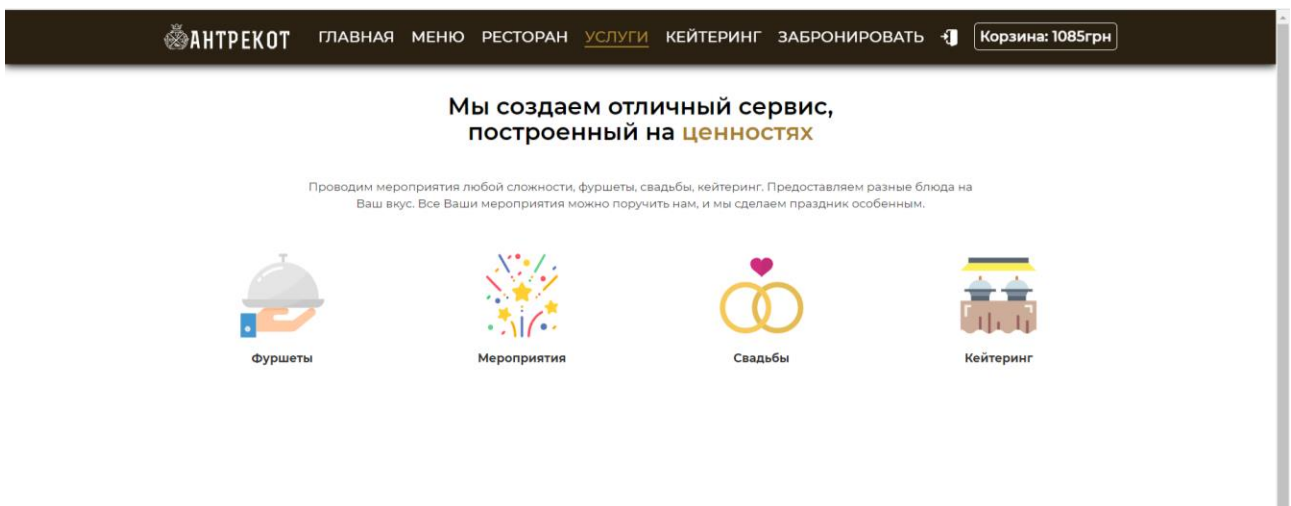 АНТРЕКОТ ГЛАВНАЯ МЕНЮ РЕСТОРАН УСЛУГИ КЕЙТЕРИНГ ЗАБРОНИРОВАТЬ Корзина: 1085грн
Мы создаем отличный сервис,
построенный на ценностях
Проводим мероприятия любой сложности, фуршеты, свадьбы, кейтеринг. Предоставляем разные блюда на
Ваш вкус. Все Ваши мероприятия можно поручить нам, и мы сделаем праздник особенным.
Фуршеты Мероприятия Свадьбы Кейтеринг